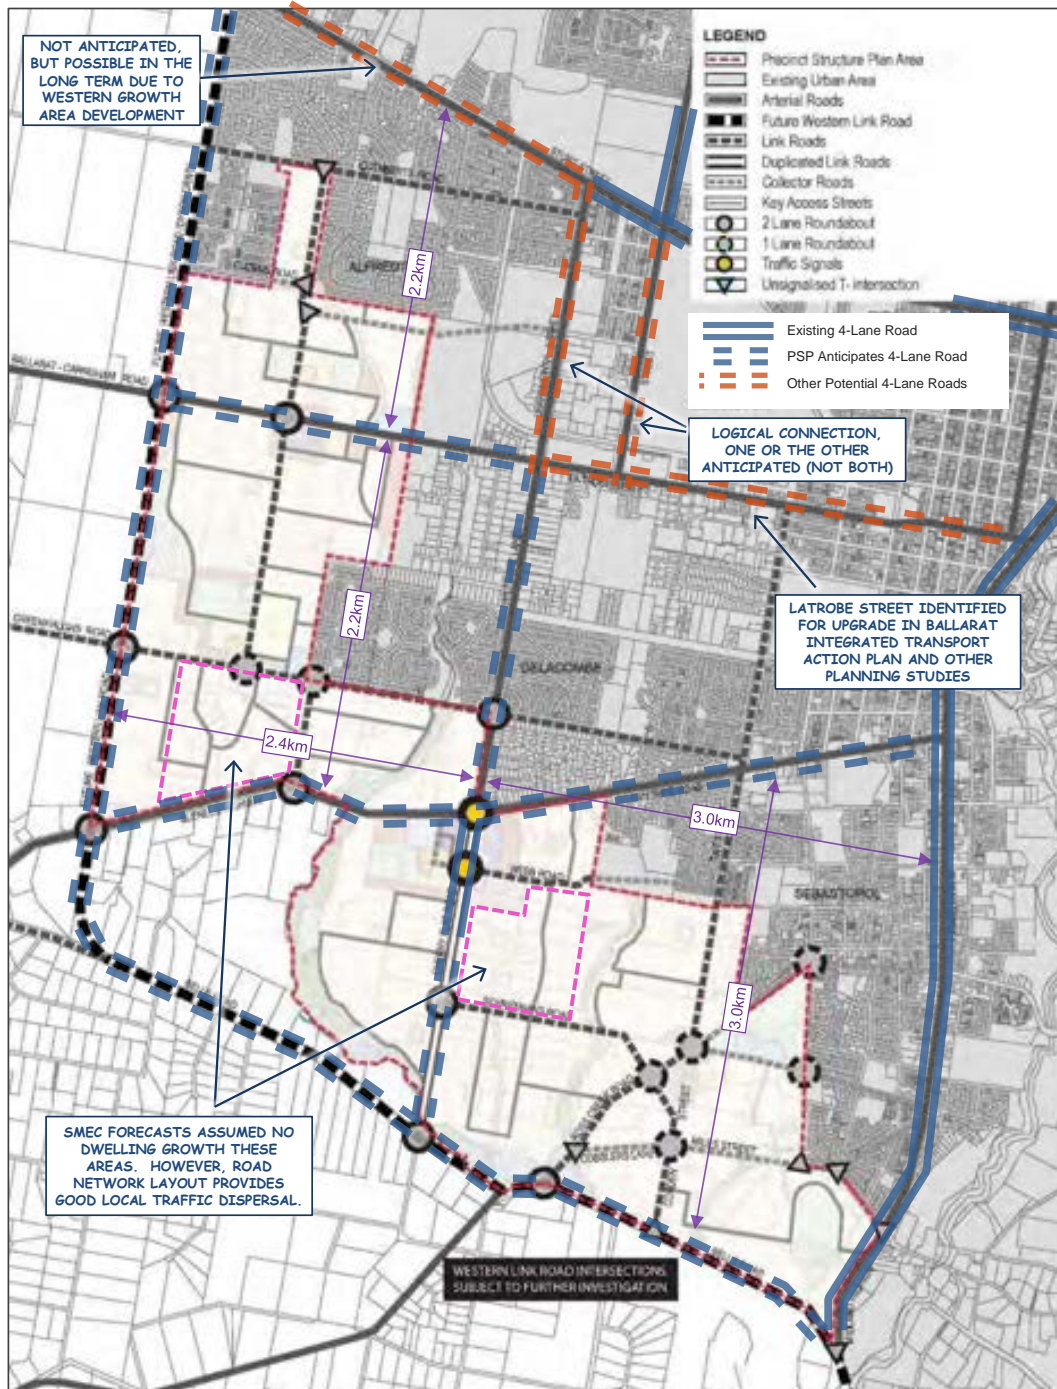 NOT ANTICIPATED,
BUT POSSIBLE IN THE
LONG TERM DUE TO
WESTERN GROWTH
AREA DEVELOPMENT
LEGEND
Precinct Structure Plan Area
Existing Urban Area
Arterial Roads
Future Western Link Road
Link Roads
Duplicated Link Roads
Collector Roads
Key Access Streets
2 Lane Roundabout
1 Lane Roundabout
Traffic Signals
Unsignalised T- intersection
Existing 4-Lane Road
PSP Anticipates 4-Lane Road
Other Potential 4-Lane Roads
2.2km
BALLARAT - CARNGHAM ROAD
LOGICAL CONNECTION,
ONE OR THE OTHER
ANTICIPATED (NOT BOTH)
LATROBE STREET IDENTIFIED
FOR UPGRADE IN BALLARAT
INTEGRATED TRANSPORT
ACTION PLAN AND OTHER
PLANNING STUDIES
2.2km
DELACOMBE
2.4km
3.0km
SEBASTOPOL
3.0km
SMEC FORECASTS ASSUMED NO
DWELLING GROWTH THESE
AREAS. HOWEVER, ROAD
NETWORK LAYOUT PROVIDES
GOOD LOCAL TRAFFIC DISPERSAL.
WESTERN LINK ROAD INTERSECTIONS
SUBJECT TO FURTHER INVESTIGATION